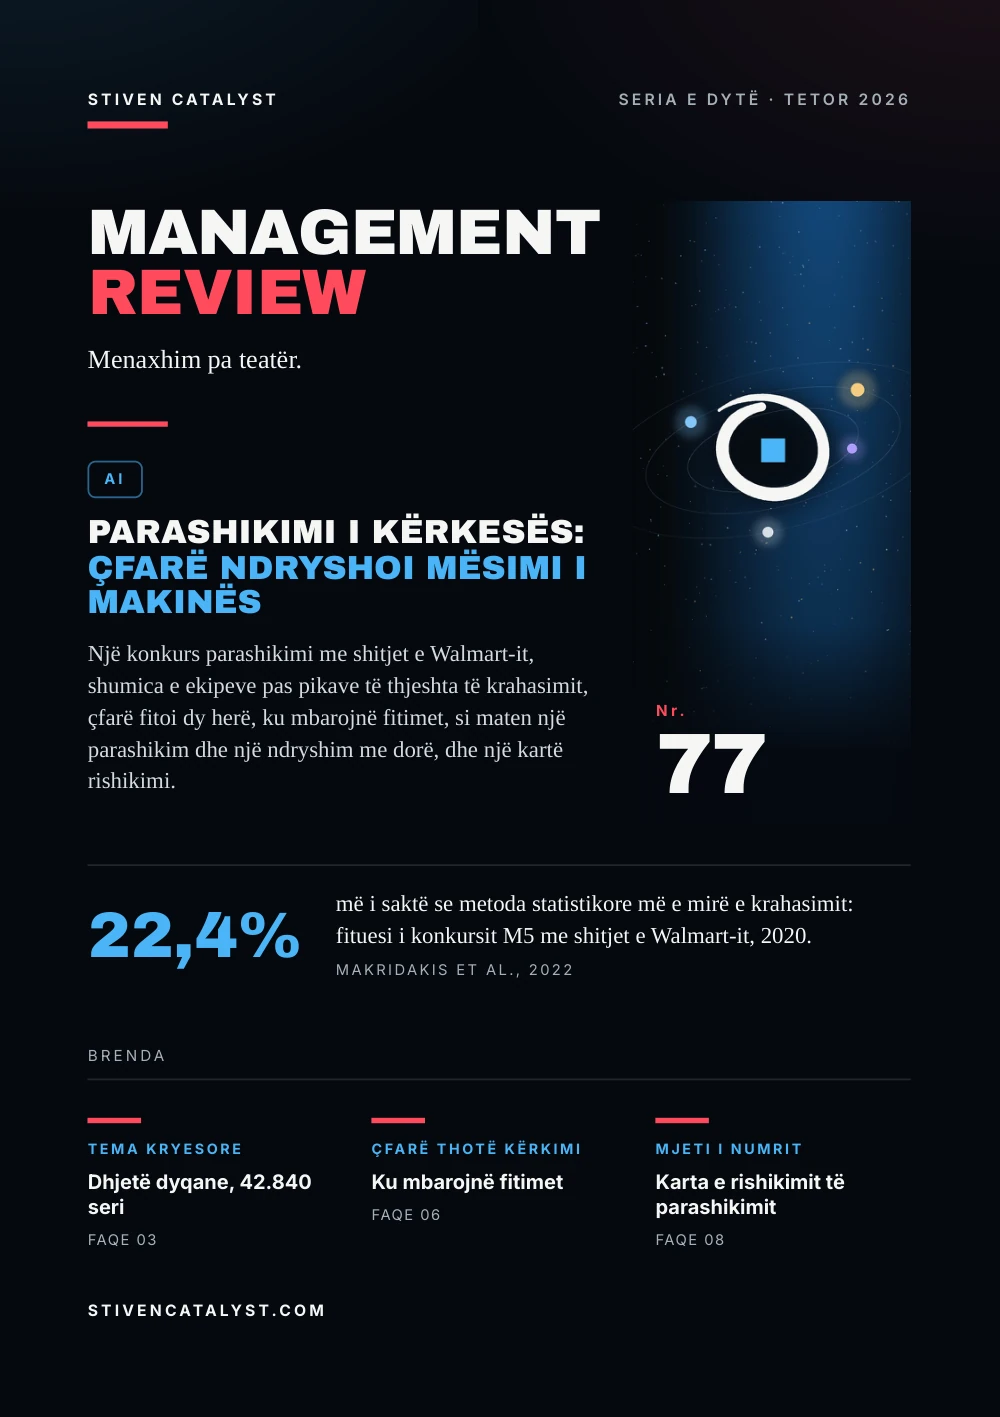 STIVEN CATALYST
SERIA E DYTË · TETOR 2026
MANAGEMENT
REVIEW
Menaxhim pa teatër.
AI
PARASHIKIMI I KËRKESËS:
ÇFARË NDRYSHOI MËSIMI I
MAKINËS
Një konkurs parashikimi me shitjet e Walmart-it,
shumica e ekipeve pas pikave të thjeshta të krahasimit,
çfarë fitoi dy herë, ku mbarojnë fitimet, si maten një
parashikim dhe një ndryshim me dorë, dhe një kartë
rishikimi.
Nr.
77
22,4%
më i saktë se metoda statistikore më e mirë e krahasimit:
fituesi i konkursit M5 me shitjet e Walmart-it, 2020.
MAKRIDAKIS ET AL., 2022
BRENDA
TEMA KRYESORE
Dhjetë dyqane, 42.840
seri
FAQE 03
ÇFARË THOTË KËRKIMI
Ku mbarojnë fitimet
FAQE 06
MJETI I NUMRIT
Karta e rishikimit të
parashikimit
FAQE 08
STIVENCATALYST.COM